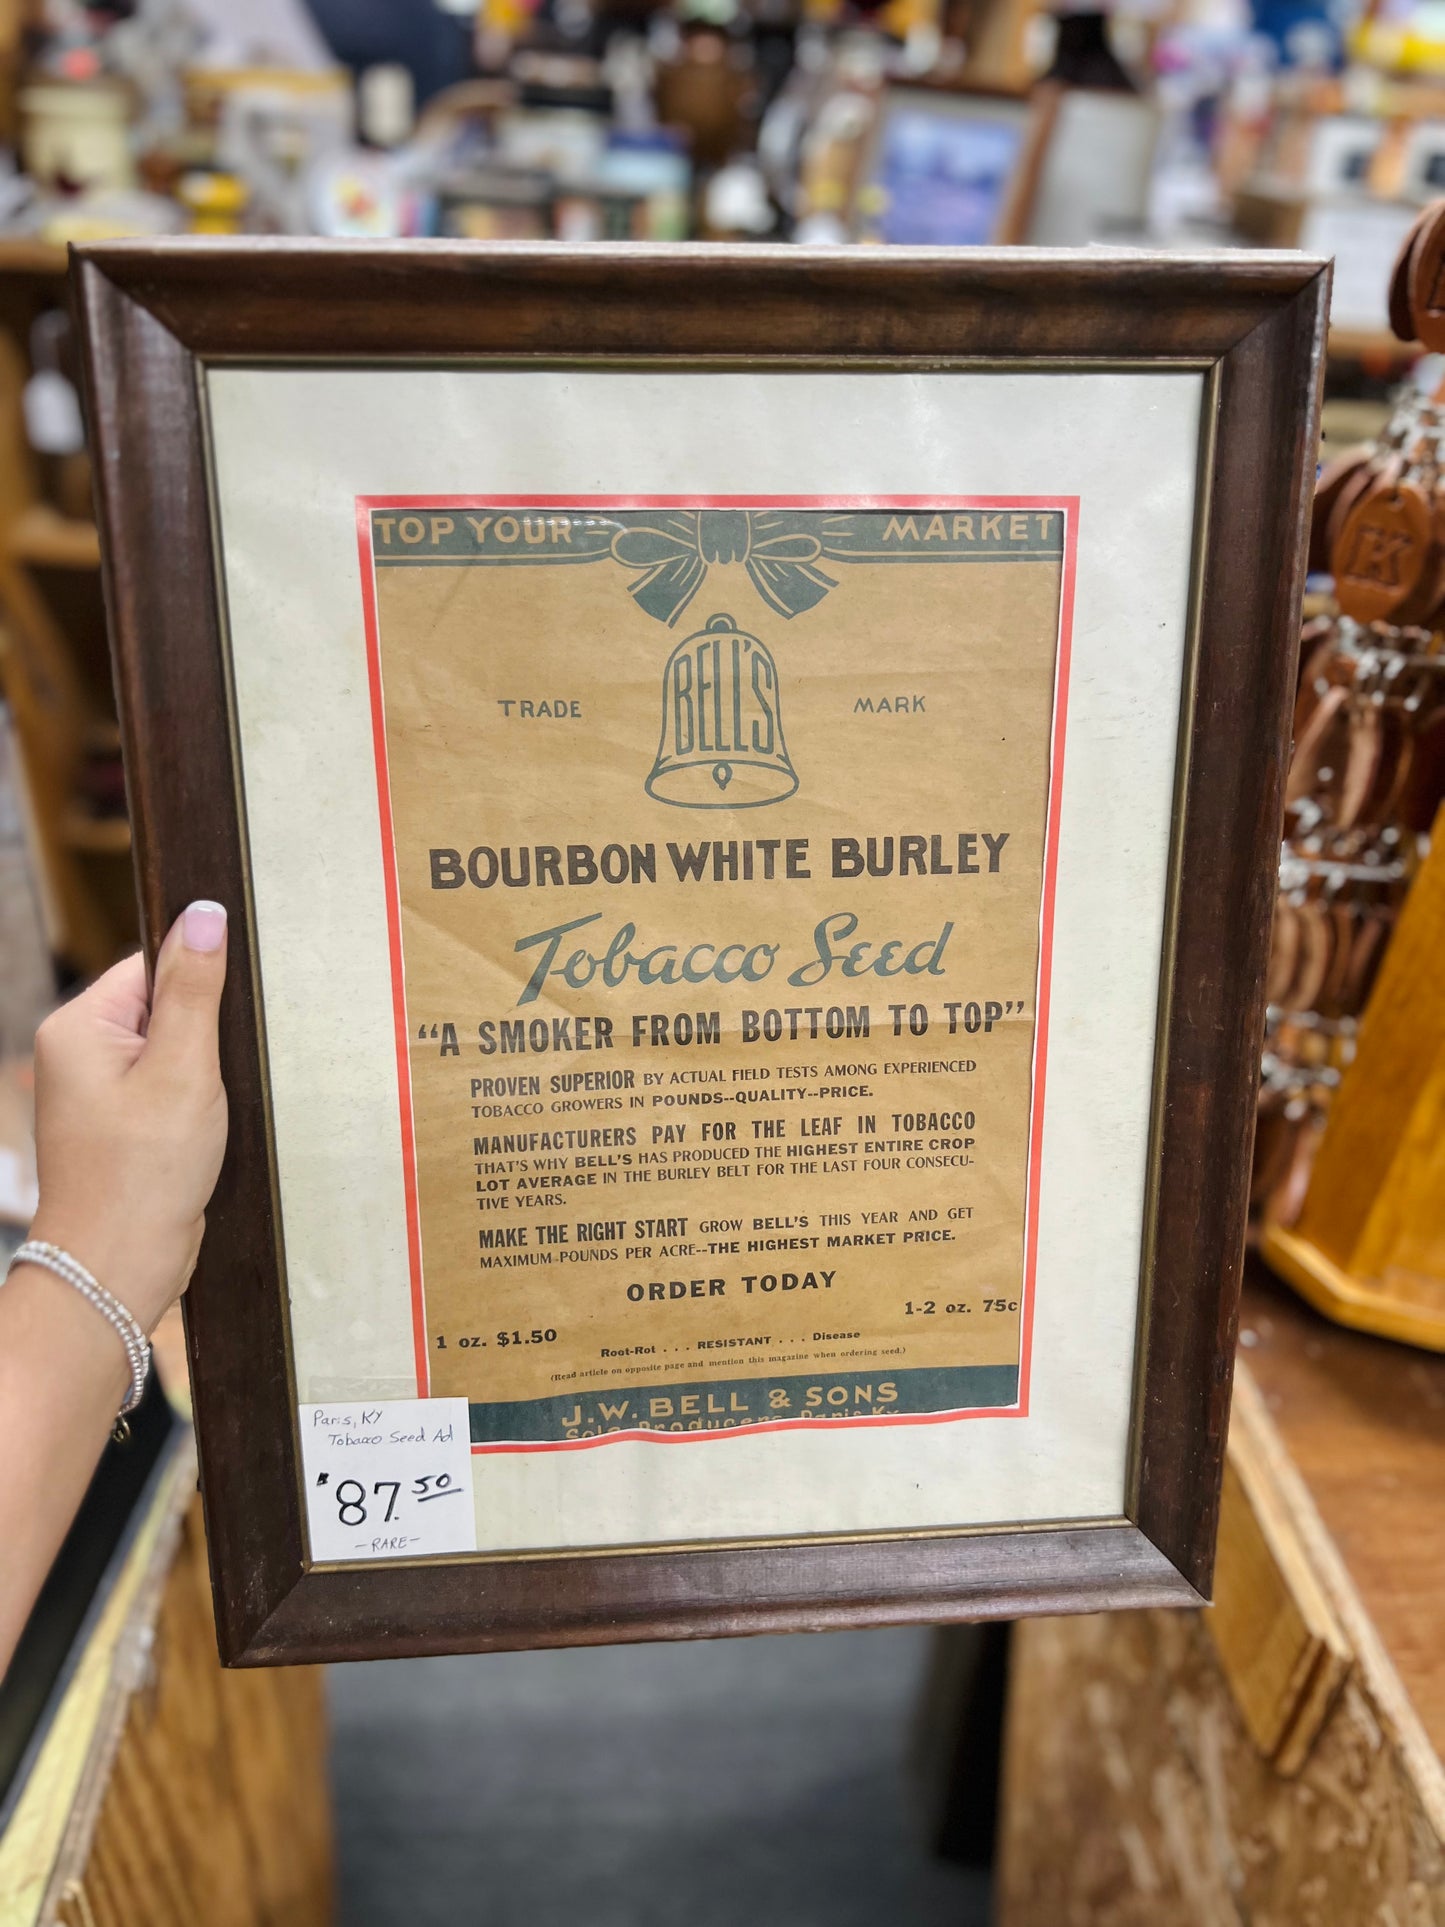 TOP YOUR MARKET
BELL'S
TRADE MARK
BOURBON WHITE BURLEY
Tobacco Seed
"A SMOKER FROM BOTTOM TO TOP"
PROVEN SUPERIOR BY ACTUAL FIELD TESTS AMONG EXPERIENCED
TOBACCO GROWERS IN POUNDS--QUALITY--PRICE.
MANUFACTURERS PAY FOR THE LEAF IN TOBACCO
THAT'S WHY BELL'S HAS PRODUCED THE HIGHEST ENTIRE CROP
LOT AVERAGE IN THE BURLEY BELT FOR THE LAST FOUR CONSECU-
TIVE YEARS.
MAKE THE RIGHT START GROW BELL'S THIS YEAR AND GET
MAXIMUM POUNDS PER ACRE--THE HIGHEST MARKET PRICE.
ORDER TODAY
1 oz. $1.50 1-2 oz. 75c
Root-Rot . . . RESISTANT . . . Disease
(Read article on opposite page and mention this magazine when ordering seed.)
J.W. BELL & SONS
Sole Producers Paris Ky.
Paris, KY
Tobacco Seed Ad
$87.50
-RARE-
K